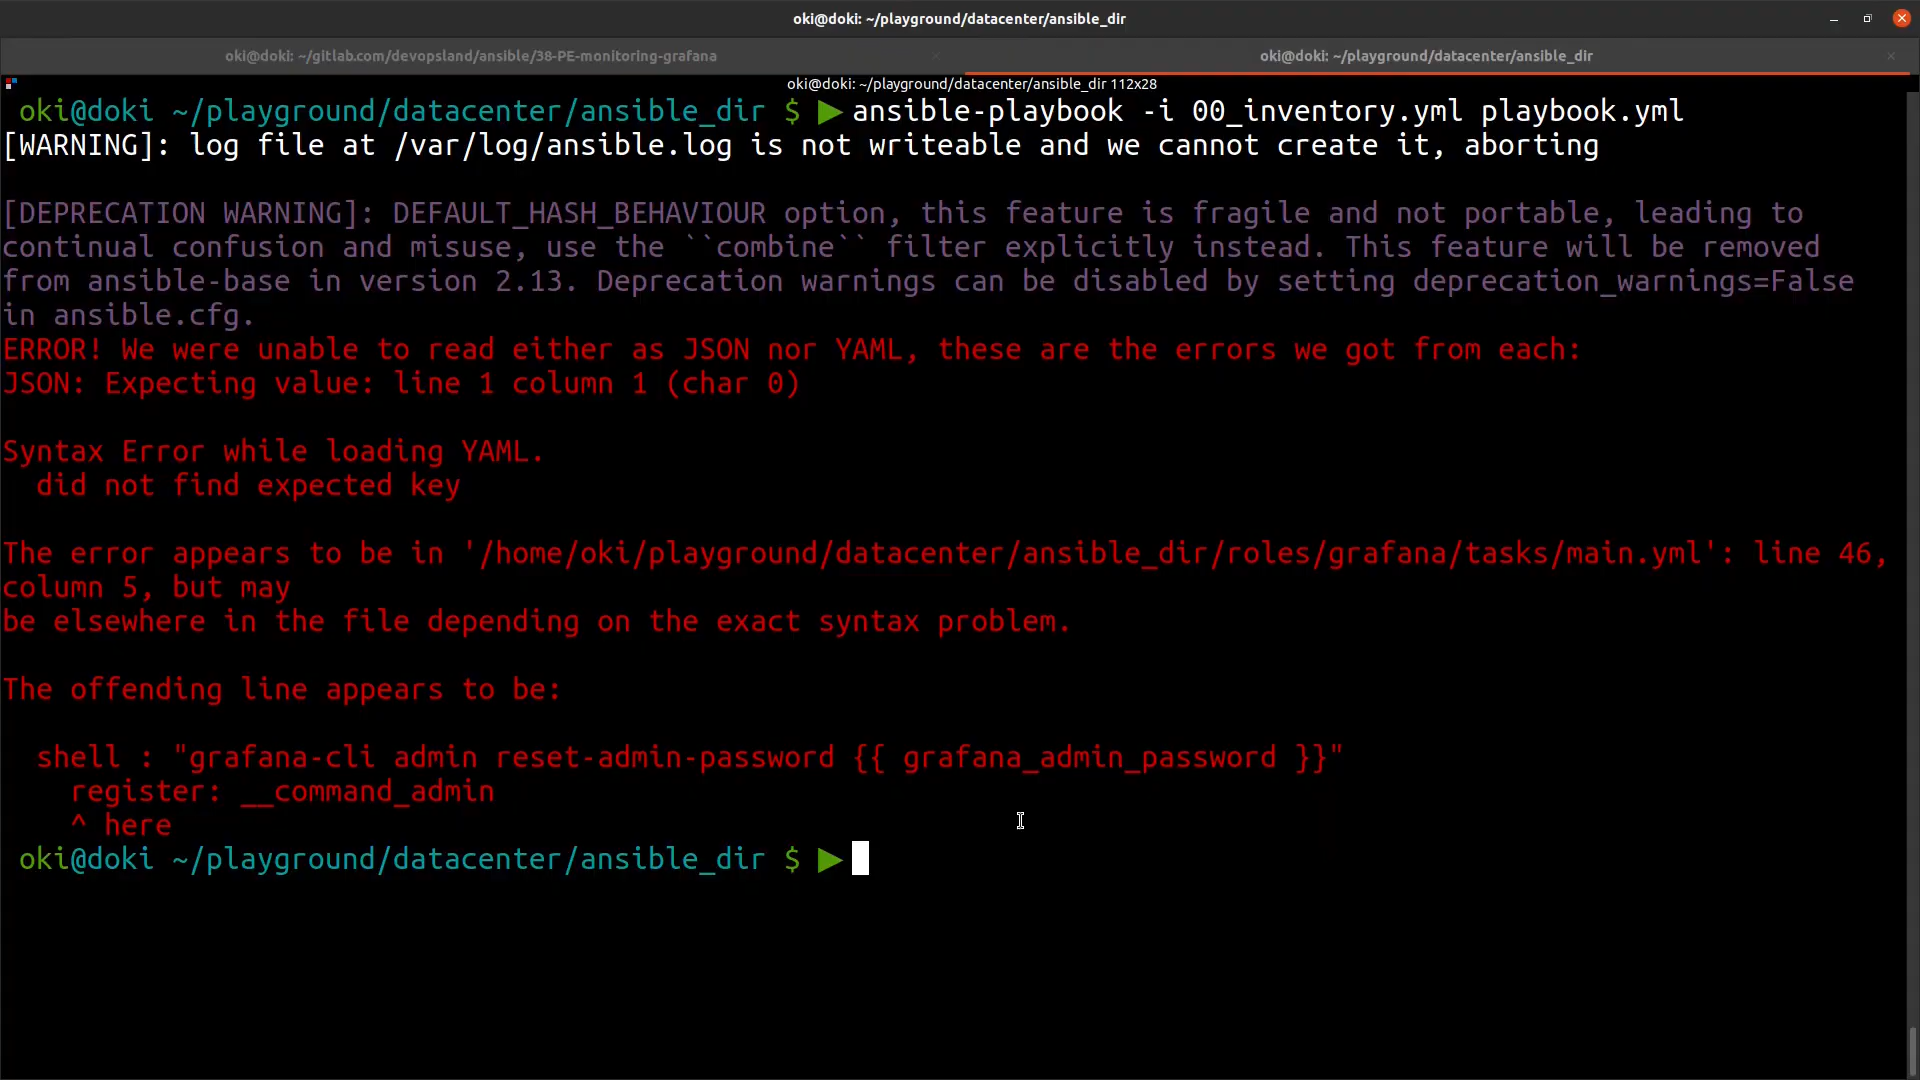 oki@doki: ~/playground/datacenter/ansible_dir
oki@doki: ~/gitlab.com/devopsland/ansible/38-PE-monitoring-grafana
oki@doki: ~/playground/datacenter/ansible_dir
oki@doki: ~/playground/datacenter/ansible_dir 112x28
oki@doki ~/playground/datacenter/ansible_dir $ ▶ansible-playbook -i 00_inventory.yml playbook.yml
[WARNING]: log file at /var/log/ansible.log is not writeable and we cannot create it, aborting
[DEPRECATION WARNING]: DEFAULT_HASH_BEHAVIOUR option, this feature is fragile and not portable, leading to
continual confusion and misuse, use the ``combine`` filter explicitly instead. This feature will be removed
from ansible-base in version 2.13. Deprecation warnings can be disabled by setting deprecation_warnings=False
in ansible.cfg.
ERROR! We were unable to read either as JSON nor YAML, these are the errors we got from each:
JSON: Expecting value: line 1 column 1 (char 0)
Syntax Error while loading YAML.
  did not find expected key
The error appears to be in '/home/oki/playground/datacenter/ansible_dir/roles/grafana/tasks/main.yml': line 46,
column 5, but may
be elsewhere in the file depending on the exact syntax problem.
The offending line appears to be:
  shell : "grafana-cli admin reset-admin-password {{ grafana_admin_password }}"
    register: __command_admin
    ^ here
oki@doki ~/playground/datacenter/ansible_dir $ ▶